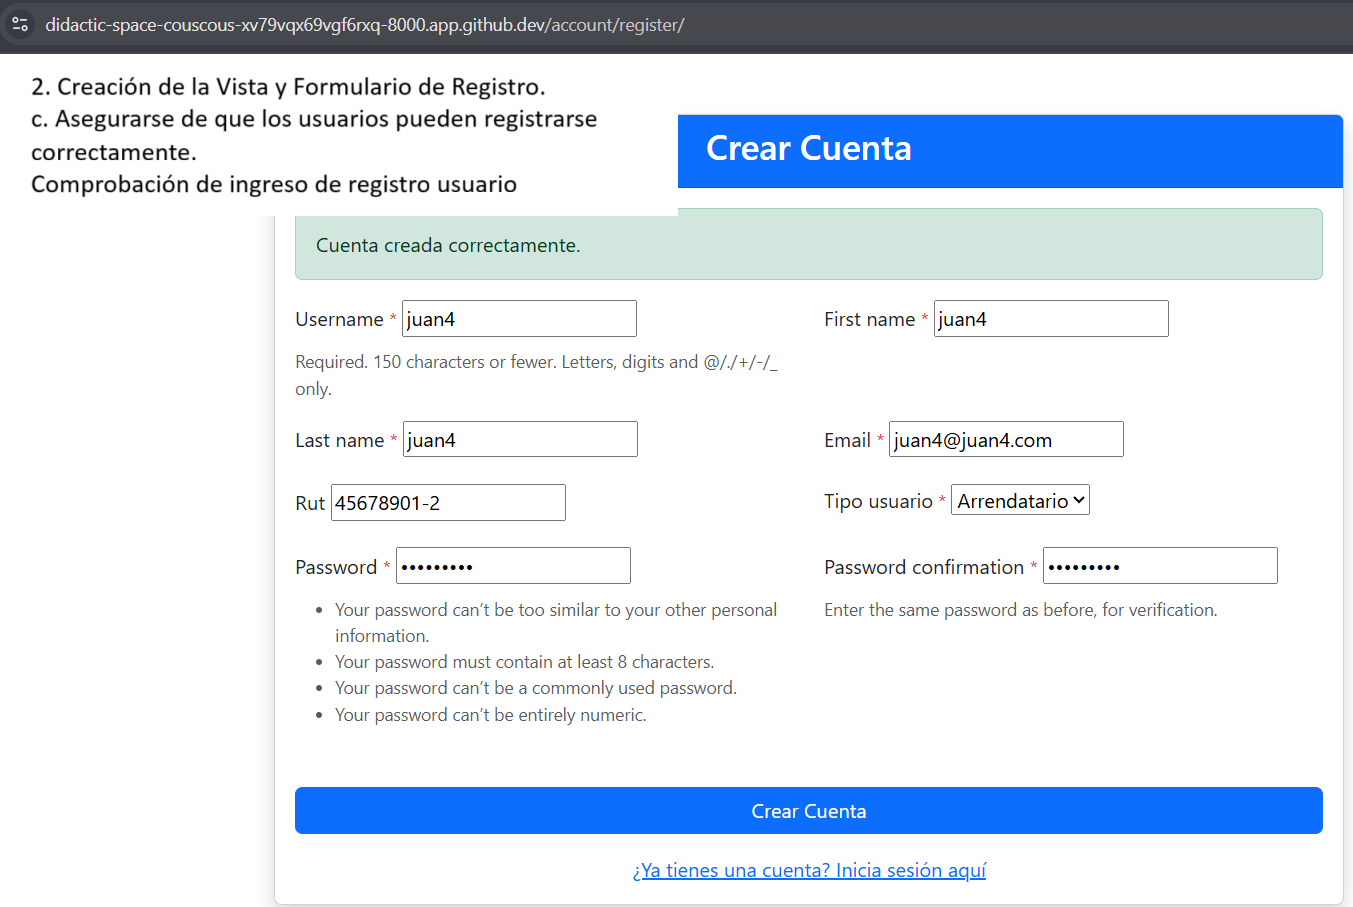 didactic-space-couscous-xv79vqx69vgf6rxq-8000.app.github.dev/account/register/
2. Creación de la Vista y Formulario de Registro.
c. Asegurarse de que los usuarios pueden registrarse
correctamente.
Comprobación de ingreso de registro usuario
Crear Cuenta
Cuenta creada correctamente.
Username * juan4
First name * juan4
Required. 150 characters or fewer. Letters, digits and @/./+/-/_
only.
Last name * juan4
Email * juan4@juan4.com
Rut 45678901-2
Tipo usuario * Arrendatario
Password * •••••••••
Password confirmation * •••••••••
• Your password can’t be too similar to your other personal
information.
• Your password must contain at least 8 characters.
• Your password can’t be a commonly used password.
• Your password can’t be entirely numeric.
Enter the same password as before, for verification.
Crear Cuenta
¿Ya tienes una cuenta? Inicia sesión aquí